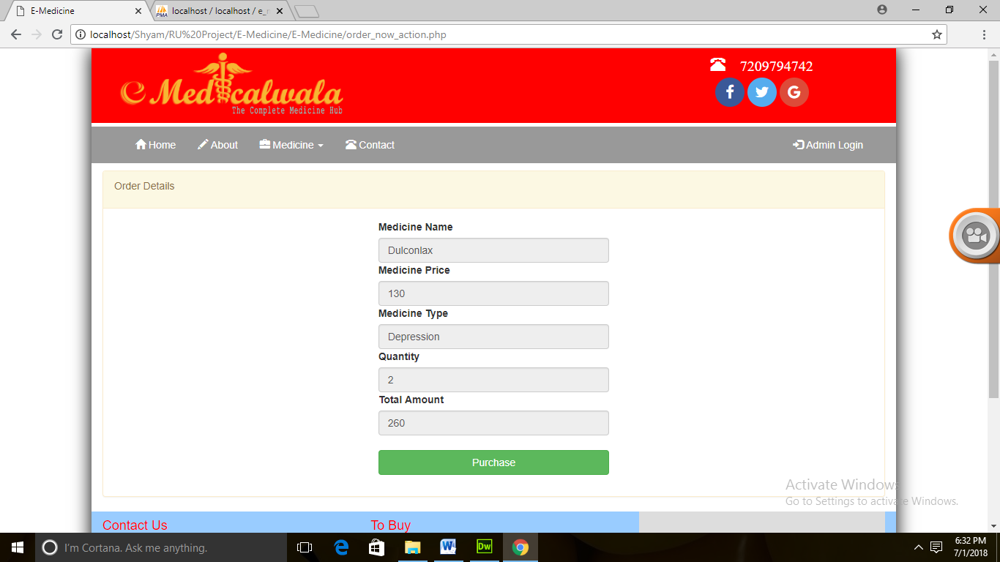 E-Medicine
PMA
localhost / localhost / e_
localhost/Shyam/RU%20Project/E-Medicine/E-Medicine/order_now_action.php
e Medicalwala
The Complete Medicine Hub
7209794742
Home
About
Medicine
Contact
Admin Login
Order Details
Medicine Name
Dulconlax
Medicine Price
130
Medicine Type
Depression
Quantity
2
Total Amount
260
Purchase
Activate Windows
Go to Settings to activate Windows.
Contact Us
To Buy
I'm Cortana. Ask me anything.
Dw
6:32 PM
7/1/2018